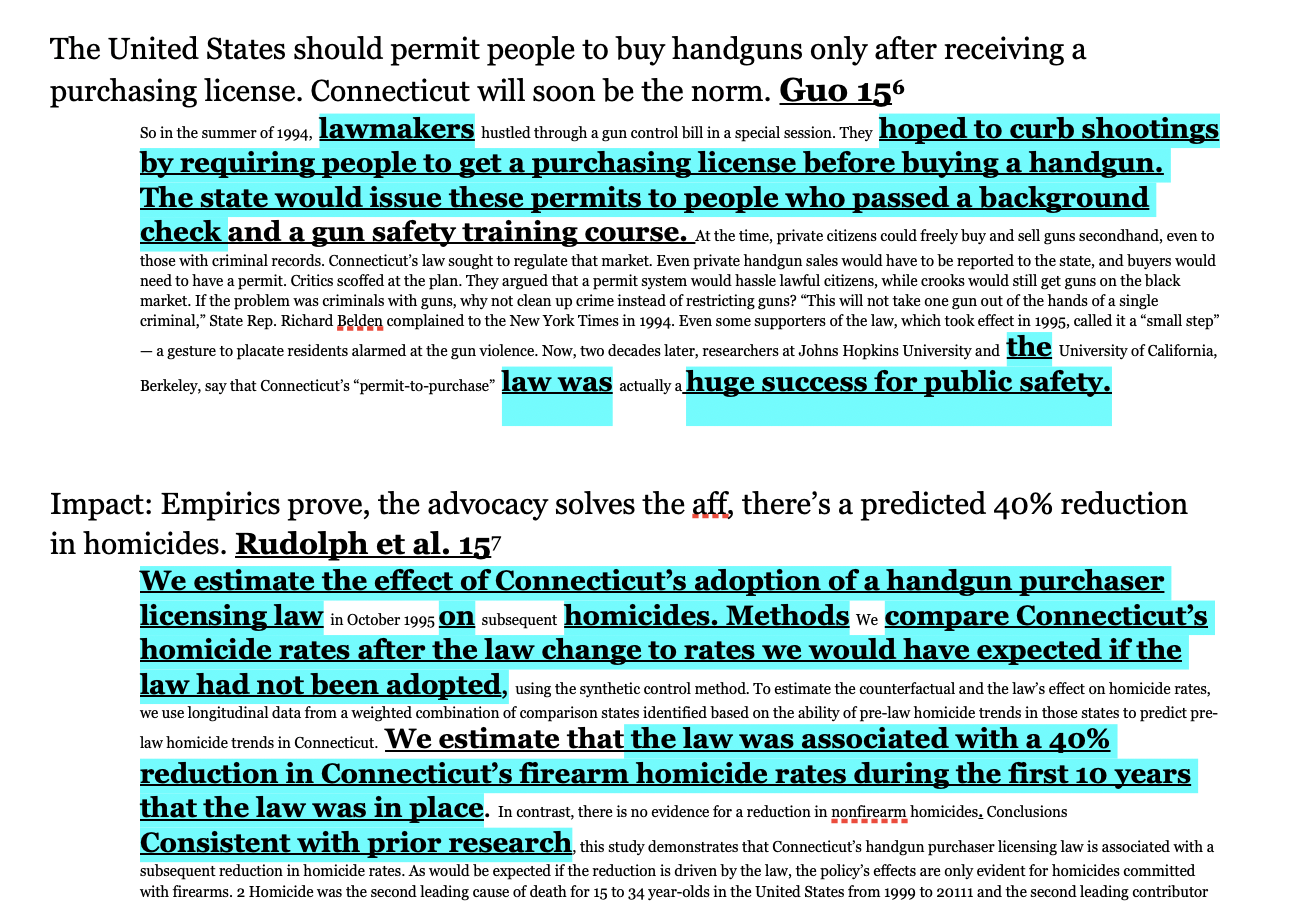 The United States should permit people to buy handguns only after receiving a
purchasing license. Connecticut will soon be the norm. Guo 15⁶
So in the summer of 1994, lawmakers hustled through a gun control bill in a special session. They hoped to curb shootings
by requiring people to get a purchasing license before buying a handgun.
The state would issue these permits to people who passed a background
check and a gun safety training course. At the time, private citizens could freely buy and sell guns secondhand, even to
those with criminal records. Connecticut’s law sought to regulate that market. Even private handgun sales would have to be reported to the state, and buyers would
need to have a permit. Critics scoffed at the plan. They argued that a permit system would hassle lawful citizens, while crooks would still get guns on the black
market. If the problem was criminals with guns, why not clean up crime instead of restricting guns? “This will not take one gun out of the hands of a single
criminal,” State Rep. Richard Belden complained to the New York Times in 1994. Even some supporters of the law, which took effect in 1995, called it a “small step”
— a gesture to placate residents alarmed at the gun violence. Now, two decades later, researchers at Johns Hopkins University and the University of California,
Berkeley, say that Connecticut’s “permit-to-purchase” law was actually a huge success for public safety.
Impact: Empirics prove, the advocacy solves the aff, there’s a predicted 40% reduction
in homicides. Rudolph et al. 15⁷
We estimate the effect of Connecticut’s adoption of a handgun purchaser
licensing law in October 1995 on subsequent homicides. Methods We compare Connecticut’s
homicide rates after the law change to rates we would have expected if the
law had not been adopted, using the synthetic control method. To estimate the counterfactual and the law’s effect on homicide rates,
we use longitudinal data from a weighted combination of comparison states identified based on the ability of pre-law homicide trends in those states to predict pre-
law homicide trends in Connecticut. We estimate that the law was associated with a 40%
reduction in Connecticut’s firearm homicide rates during the first 10 years
that the law was in place. In contrast, there is no evidence for a reduction in nonfirearm homicides. Conclusions
Consistent with prior research, this study demonstrates that Connecticut’s handgun purchaser licensing law is associated with a
subsequent reduction in homicide rates. As would be expected if the reduction is driven by the law, the policy’s effects are only evident for homicides committed
with firearms. 2 Homicide was the second leading cause of death for 15 to 34 year-olds in the United States from 1999 to 20111 and the second leading contributor